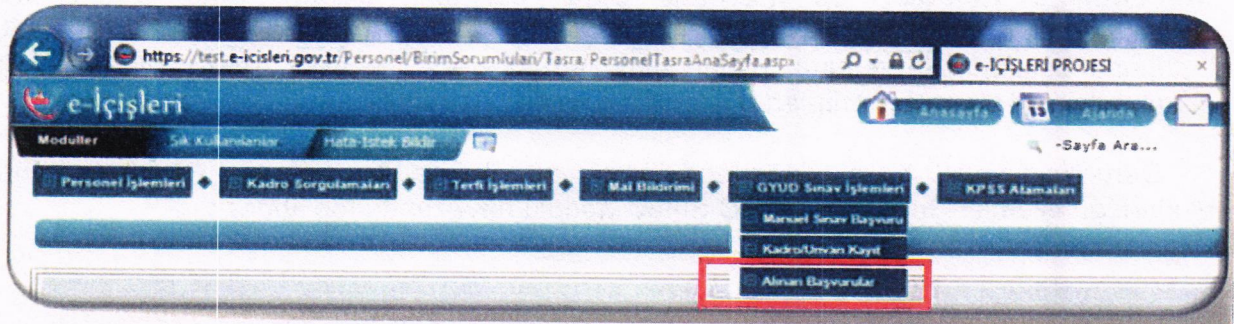 https://test.e-icisleri.gov.tr/Personel/BirimSorumlulari/Tasra/PersonelTasraAnaSayfa.aspx
e-İÇİŞLERİ PROJESİ
e-İçişleri
Anasayfa
Ajanda
Moduller
Sık Kullanılanlar
Hata-İstek Bildir
-Sayfa Ara...
Personel İşlemleri
Kadro Sorgulamaları
Terfi İşlemleri
Mal Bildirimi
GYUD Sınav İşlemleri
KPSS Atamaları
Manuel Sınav Başvuru
Kadro/Unvan Kayıt
Alınan Başvurular